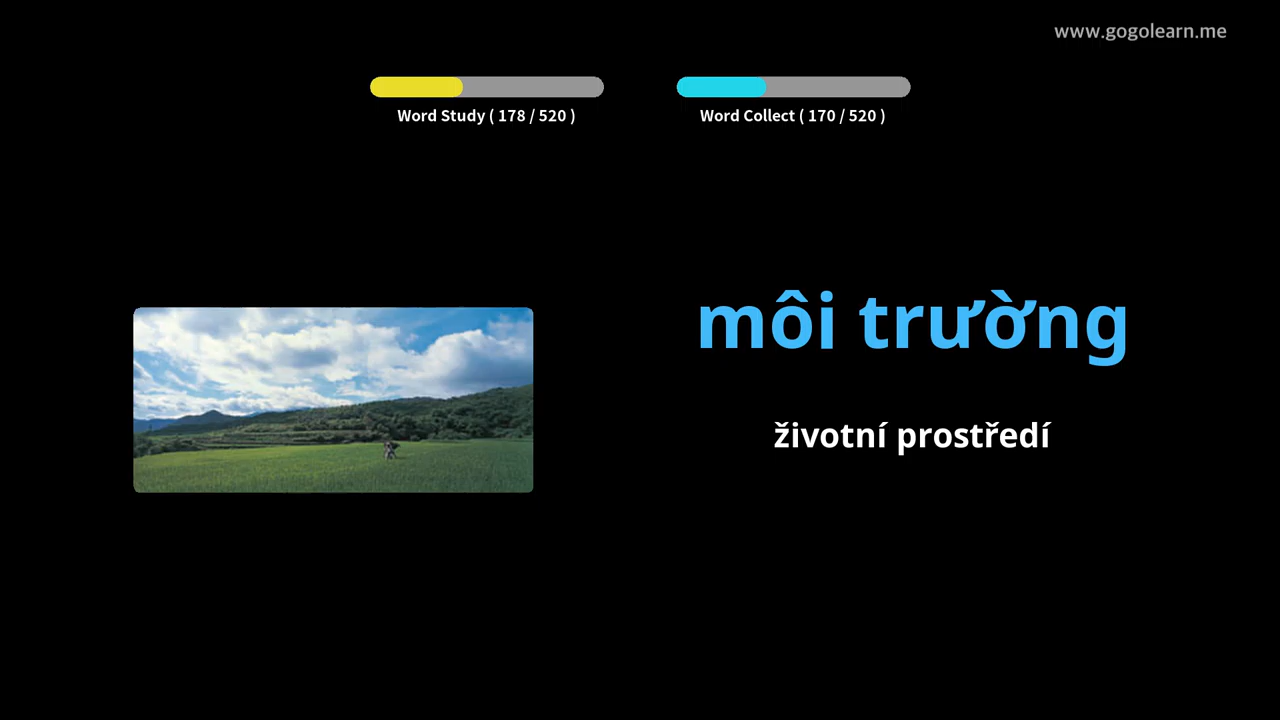 www.gogolearn.me
Word Study ( 178 / 520 )
Word Collect ( 170 / 520 )
môi trường
životní prostředí